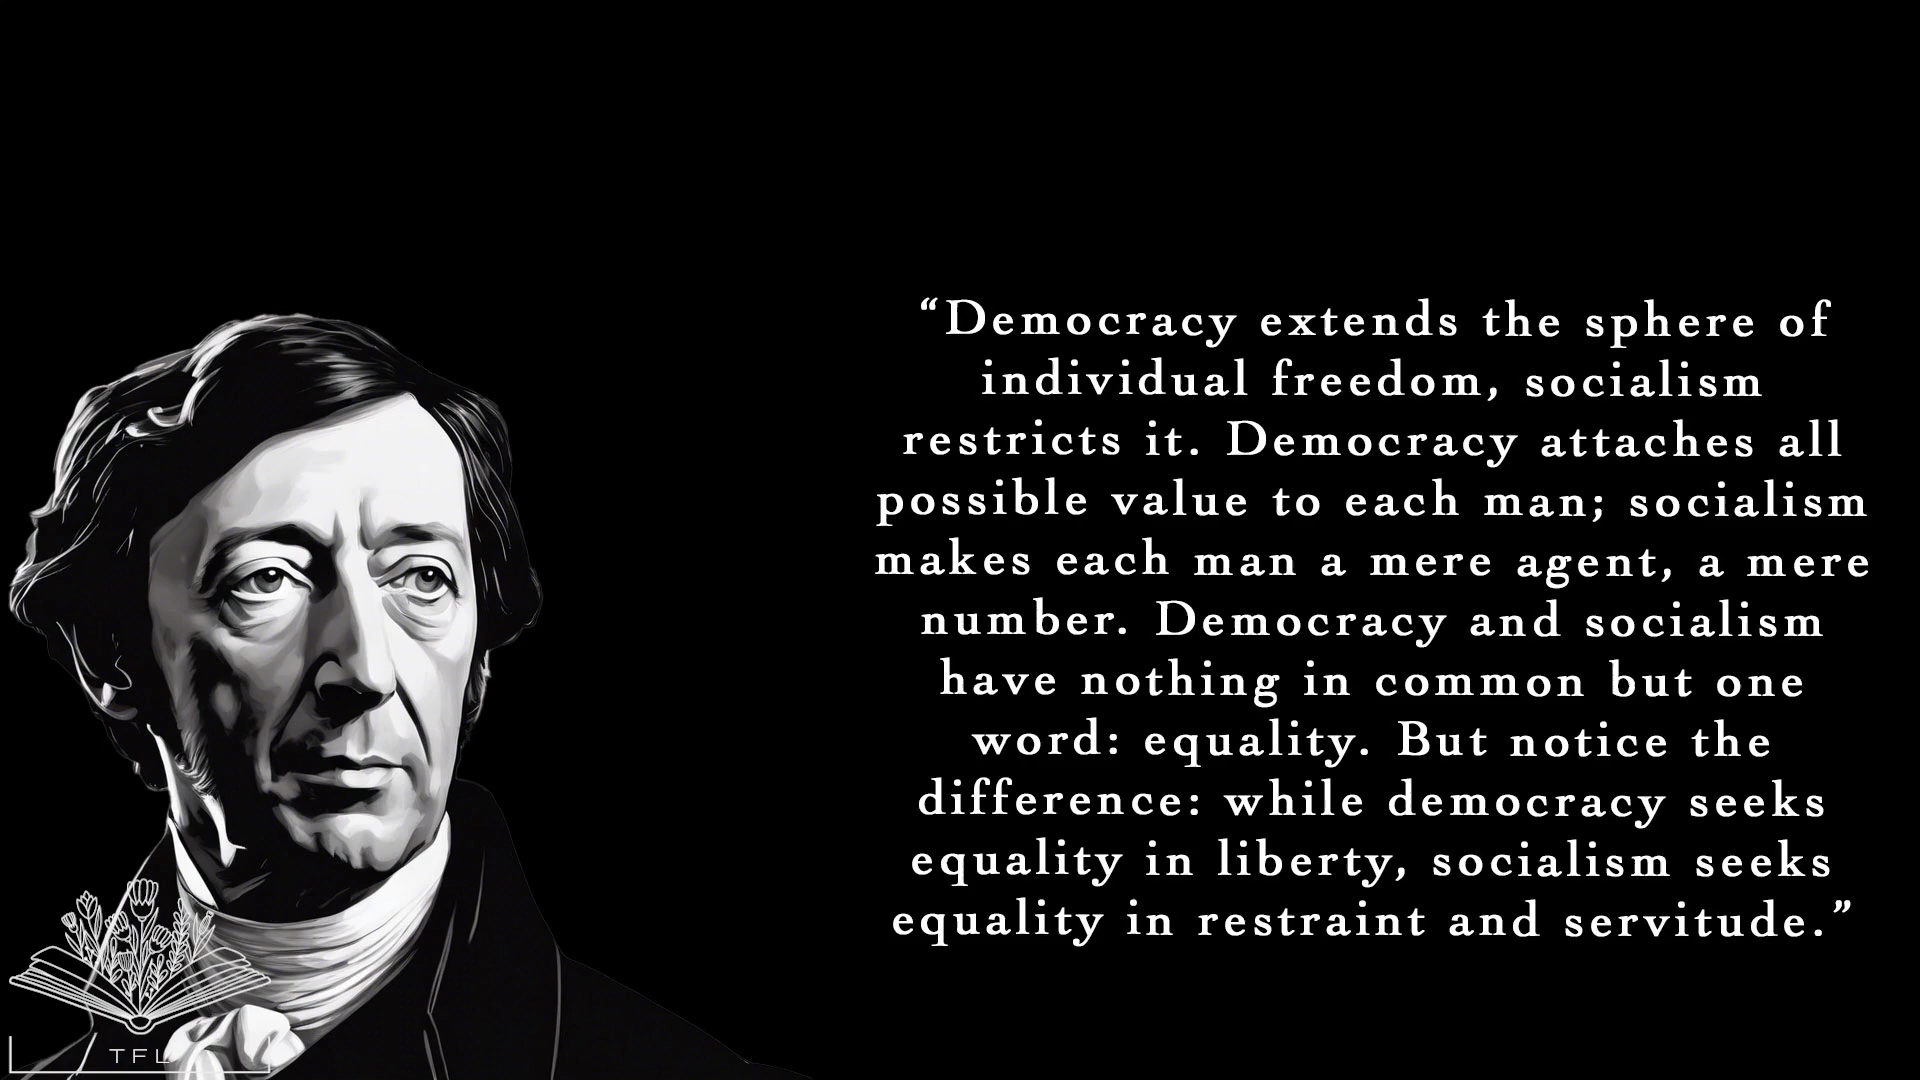 “Democracy extends the sphere of
individual freedom, socialism
restricts it. Democracy attaches all
possible value to each man; socialism
makes each man a mere agent, a mere
number. Democracy and socialism
have nothing in common but one
word: equality. But notice the
difference: while democracy seeks
equality in liberty, socialism seeks
equality in restraint and servitude.”
TFL